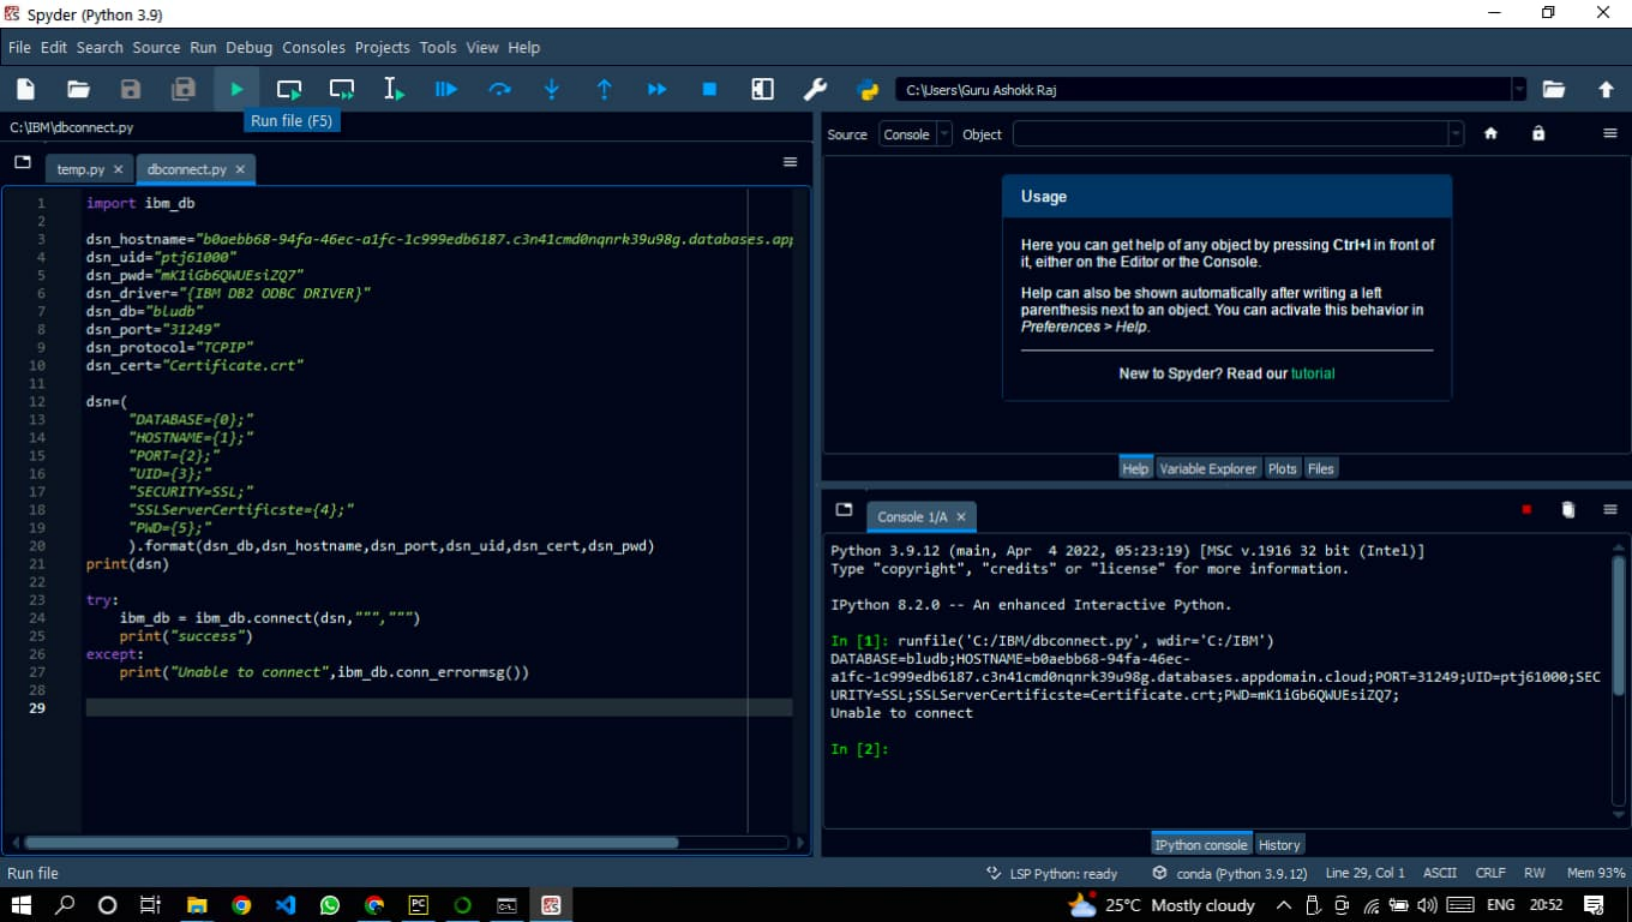 Spyder (Python 3.9)
File Edit Search Source Run Debug Consoles Projects Tools View Help
C:\Users\Guru Ashokk Raj
Run file (F5)
C:\IBM\dbconnect.py
temp.py
dbconnect.py
1 import ibm_db
2
3 dsn_hostname="b0aebb68-94fa-46ec-a1fc-1c999edb6187.c3n41cmd0nqnrk39u98g.databases.app
4 dsn_uid="ptj61000"
5 dsn_pwd="mK1iGb6QWUEsiZQ7"
6 dsn_driver="{IBM DB2 ODBC DRIVER}"
7 dsn_db="bludb"
8 dsn_port="31249"
9 dsn_protocol="TCPIP"
10 dsn_cert="Certificate.crt"
11
12 dsn=(
13 "DATABASE={0};"
14 "HOSTNAME={1};"
15 "PORT={2};"
16 "UID={3};"
17 "SECURITY=SSL;"
18 "SSLServerCertificste={4};"
19 "PWD={5};"
20 ).format(dsn_db,dsn_hostname,dsn_port,dsn_uid,dsn_cert,dsn_pwd)
21 print(dsn)
22
23 try:
24 ibm_db = ibm_db.connect(dsn,""",""")
25 print("success")
26 except:
27 print("Unable to connect",ibm_db.conn_errormsg())
28
29
Source Console Object
Usage
Here you can get help of any object by pressing Ctrl+I in front of
it, either on the Editor or the Console.
Help can also be shown automatically after writing a left
parenthesis next to an object. You can activate this behavior in
Preferences > Help.
New to Spyder? Read our tutorial
Help Variable Explorer Plots Files
Console 1/A
Python 3.9.12 (main, Apr  4 2022, 05:23:19) [MSC v.1916 32 bit (Intel)]
Type "copyright", "credits" or "license" for more information.
IPython 8.2.0 -- An enhanced Interactive Python.
In [1]: runfile('C:/IBM/dbconnect.py', wdir='C:/IBM')
DATABASE=bludb;HOSTNAME=b0aebb68-94fa-46ec-
a1fc-1c999edb6187.c3n41cmd0nqnrk39u98g.databases.appdomain.cloud;PORT=31249;UID=ptj61000;SEC
URITY=SSL;SSLServerCertificste=Certificate.crt;PWD=mK1iGb6QWUEsiZQ7;
Unable to connect
In [2]:
IPython console History
Run file
LSP Python: ready conda (Python 3.9.12) Line 29, Col 1 ASCII CRLF RW Mem 93%
PC
25°C Mostly cloudy ENG 20:52